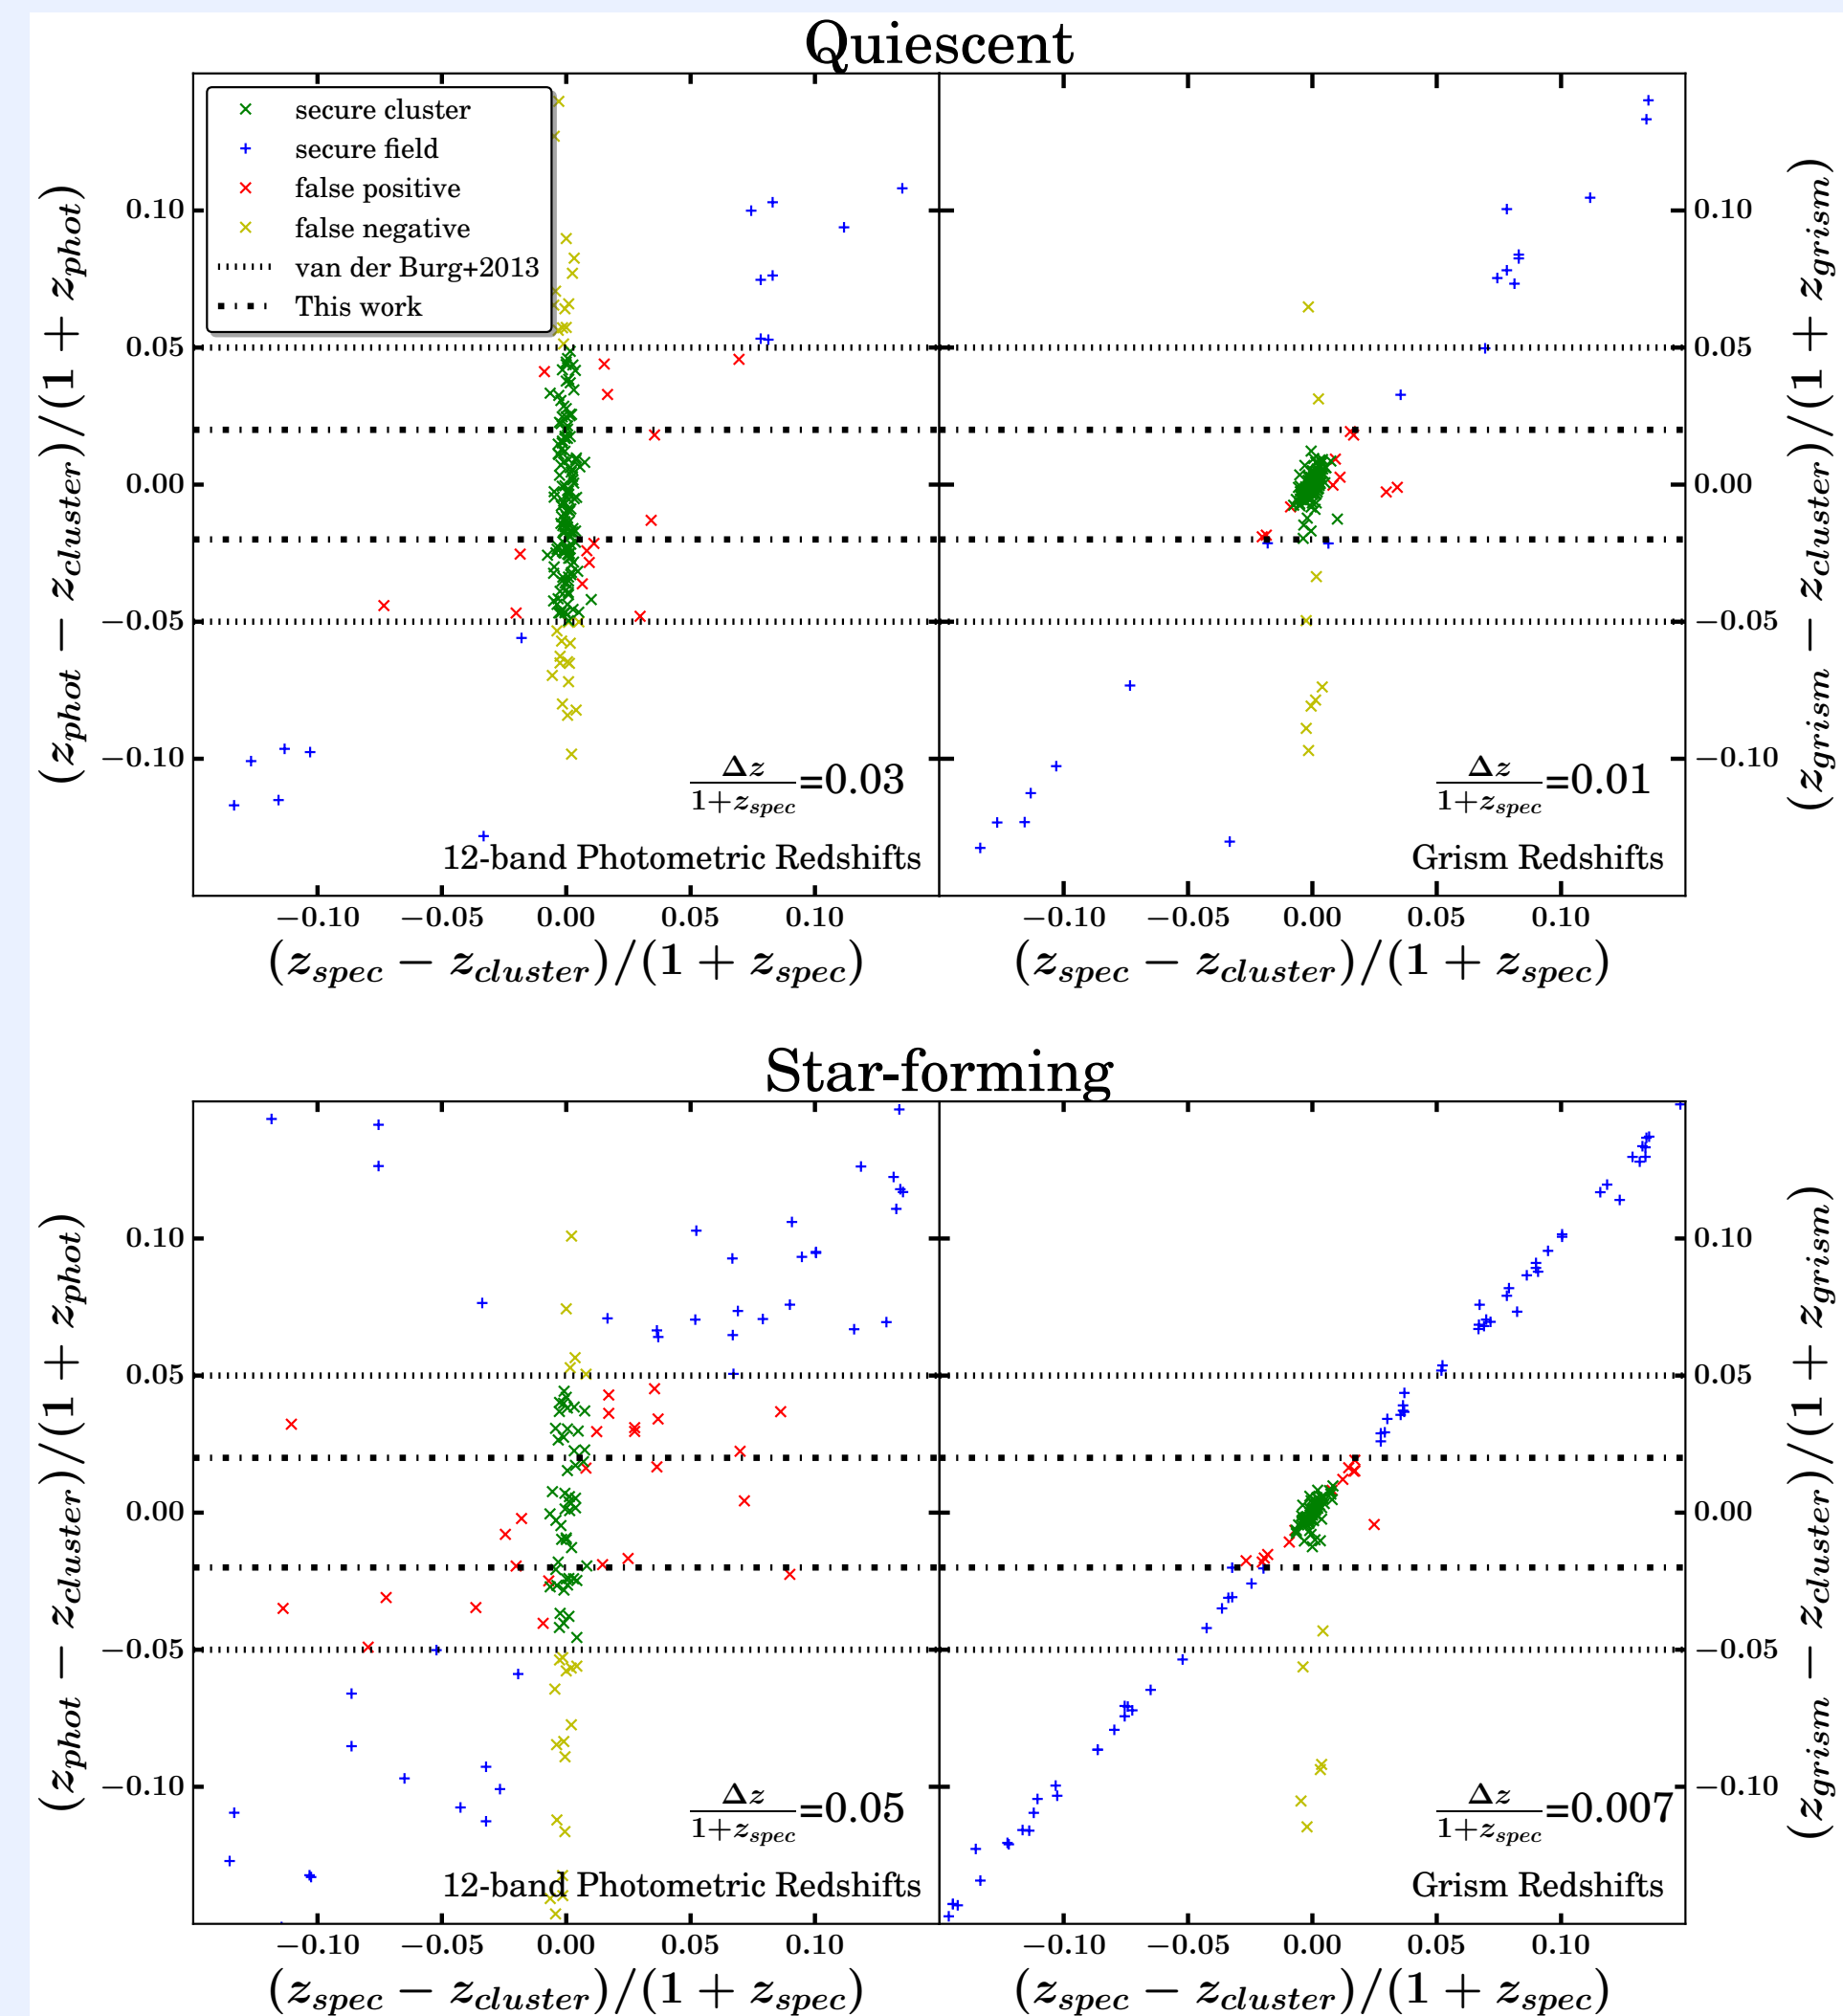 Quiescent
secure cluster
secure field
false positive
false negative
van der Burg+2013
This work
(z_phot − z_cluster)/(1 + z_phot)
0.10
0.05
0.00
−0.05
−0.10
Δz/1+z_spec=0.03
12-band Photometric Redshifts
−0.10 −0.05 0.00 0.05 0.10
(z_spec − z_cluster)/(1 + z_spec)
Δz/1+z_spec=0.01
Grism Redshifts
−0.10 −0.05 0.00 0.05 0.10
(z_spec − z_cluster)/(1 + z_spec)
0.10
0.05
0.00
−0.05
−0.10
(z_grism − z_cluster)/(1 + z_grism)
Star-forming
(z_phot − z_cluster)/(1 + z_phot)
0.10
0.05
0.00
−0.05
−0.10
Δz/1+z_spec=0.05
12-band Photometric Redshifts
−0.10 −0.05 0.00 0.05 0.10
(z_spec − z_cluster)/(1 + z_spec)
Δz/1+z_spec=0.007
Grism Redshifts
−0.10 −0.05 0.00 0.05 0.10
(z_spec − z_cluster)/(1 + z_spec)
0.10
0.05
0.00
−0.05
−0.10
(z_grism − z_cluster)/(1 + z_grism)